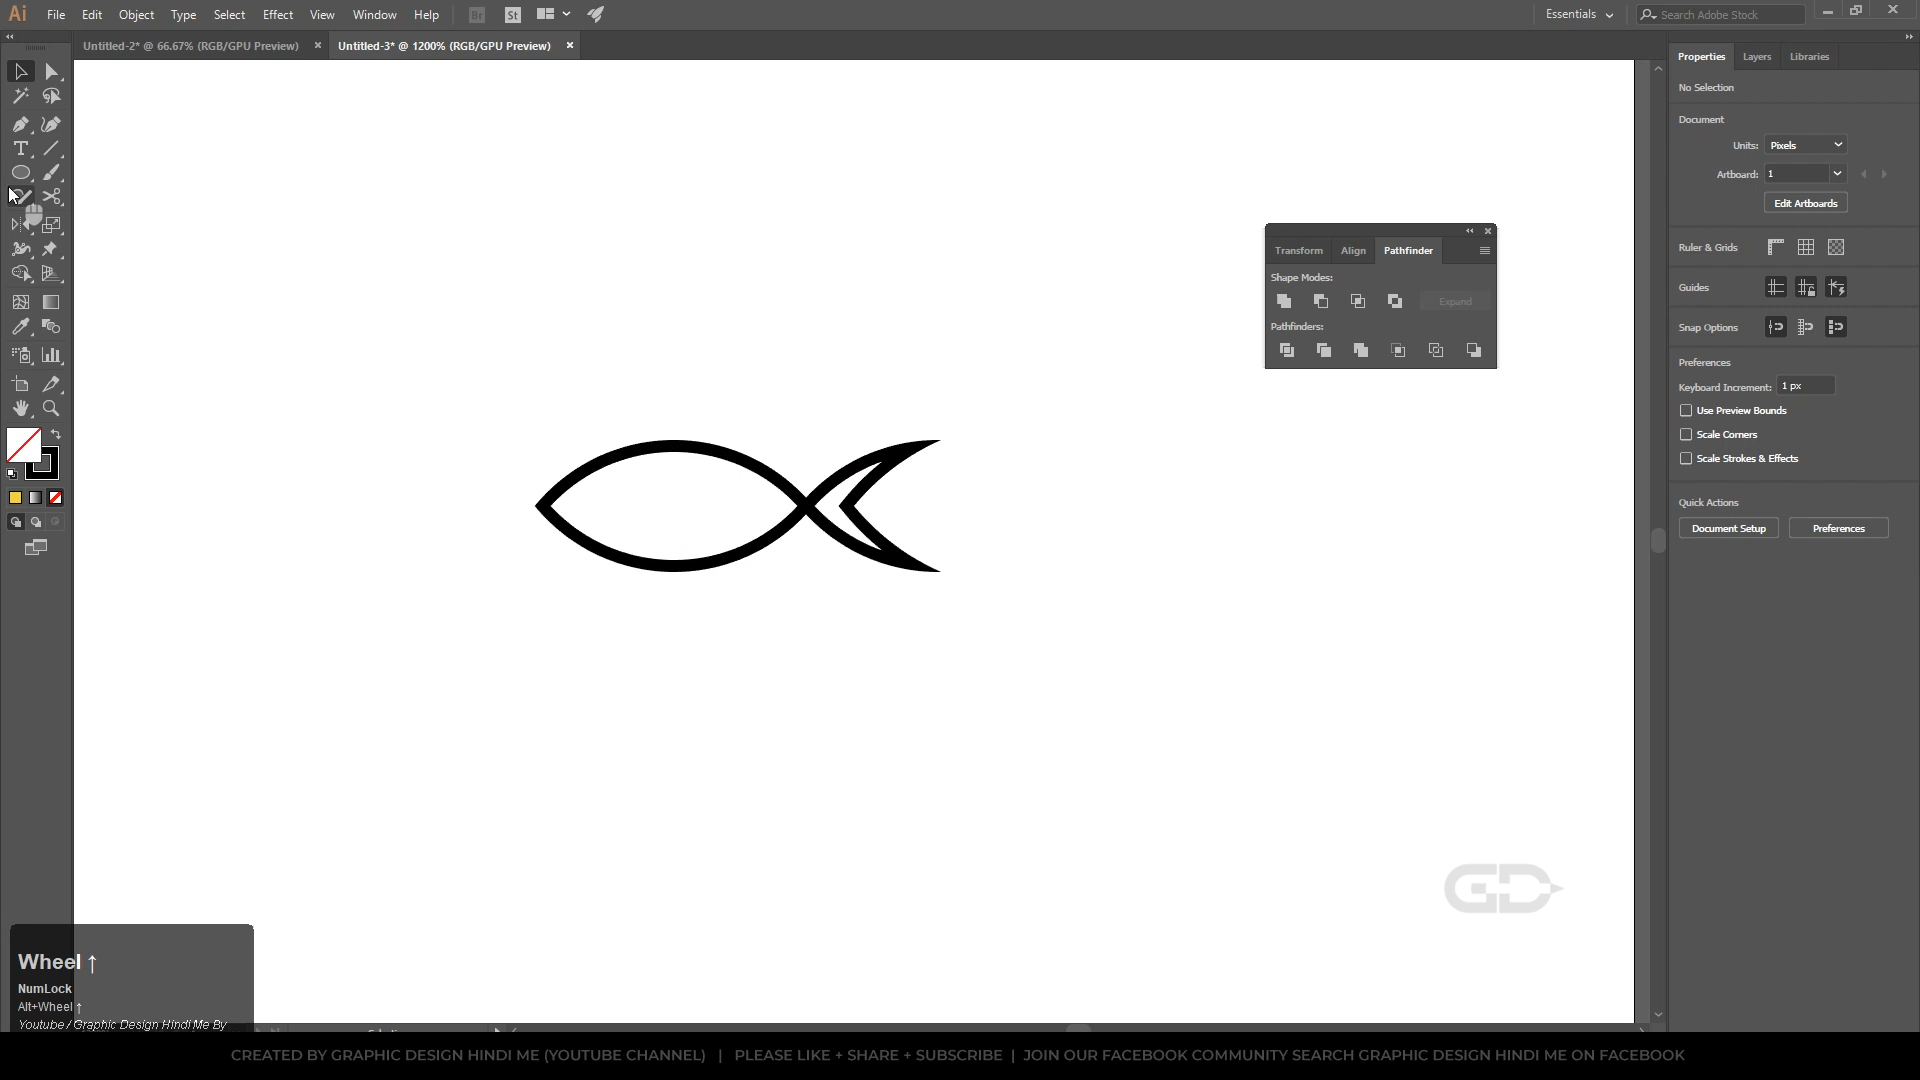 Ai File Edit Object Type Select Effect View Window Help Br St Essentials Search Adobe Stock
Untitled-2* @ 66.67% (RGB/GPU Preview) Untitled-3* @ 1200% (RGB/GPU Preview)
Properties Layers Libraries
No Selection
Document
Units: Pixels
Artboard: 1
Edit Artboards
Ruler & Grids
Guides
Snap Options
Preferences
Keyboard Increment: 1 px
Use Preview Bounds
Scale Corners
Scale Strokes & Effects
Quick Actions
Document Setup Preferences
Transform Align Pathfinder
Shape Modes:
Expand
Pathfinders:
GD
Wheel ↑
NumLock
Alt+Wheel ↑
Youtube / Graphic Design Hindi Me By
CREATED BY GRAPHIC DESIGN HINDI ME (YOUTUBE CHANNEL) | PLEASE LIKE + SHARE + SUBSCRIBE | JOIN OUR FACEBOOK COMMUNITY SEARCH GRAPHIC DESIGN HINDI ME ON FACEBOOK